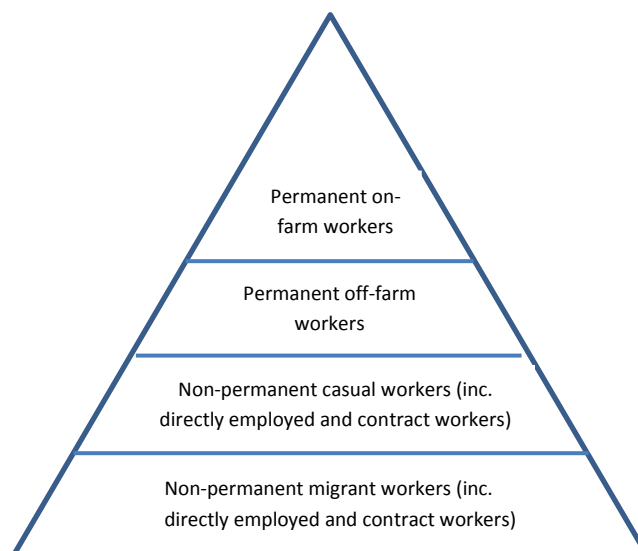 Permanent on-
farm workers
Permanent off-farm
workers
Non-permanent casual workers (inc.
directly employed and contract workers)
Non-permanent migrant workers (inc.
directly employed and contract workers)